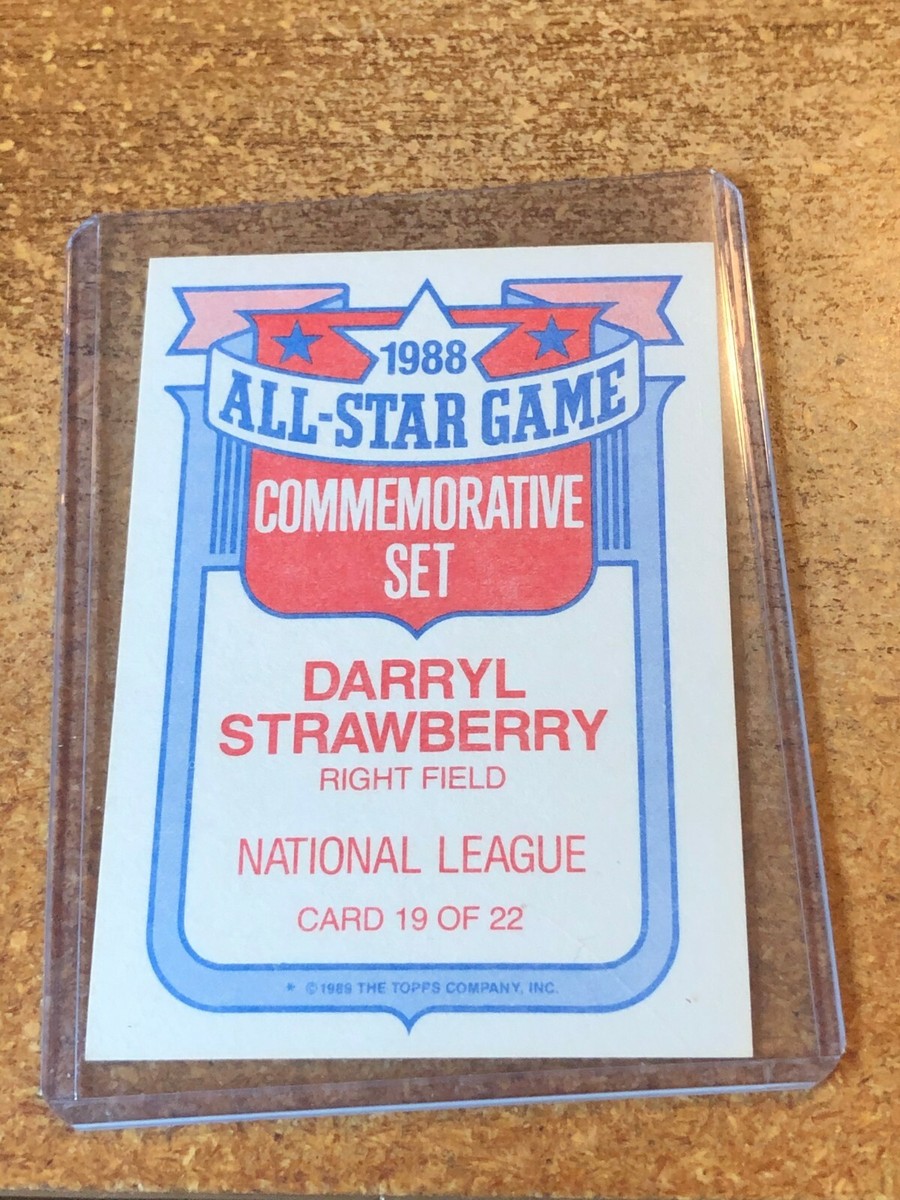 1988
ALL-STAR GAME
COMMEMORATIVE
SET
DARRYL
STRAWBERRY
RIGHT FIELD
NATIONAL LEAGUE
CARD 19 OF 22
* ©1989 THE TOPPS COMPANY, INC.